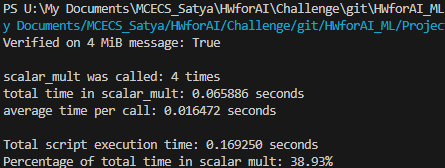 PS U:\My Documents\MCECS_Satya\HWforAI\Challenge\git\HWforAI_ML
y Documents/MCECS_Satya/HWforAI/Challenge/git/HWforAI_ML/Projec
Verified on 4 MiB message: True
scalar_mult was called: 4 times
total time in scalar_mult: 0.065886 seconds
average time per call: 0.016472 seconds
Total script execution time: 0.169250 seconds
Percentage of total time in scalar mult: 38.93%